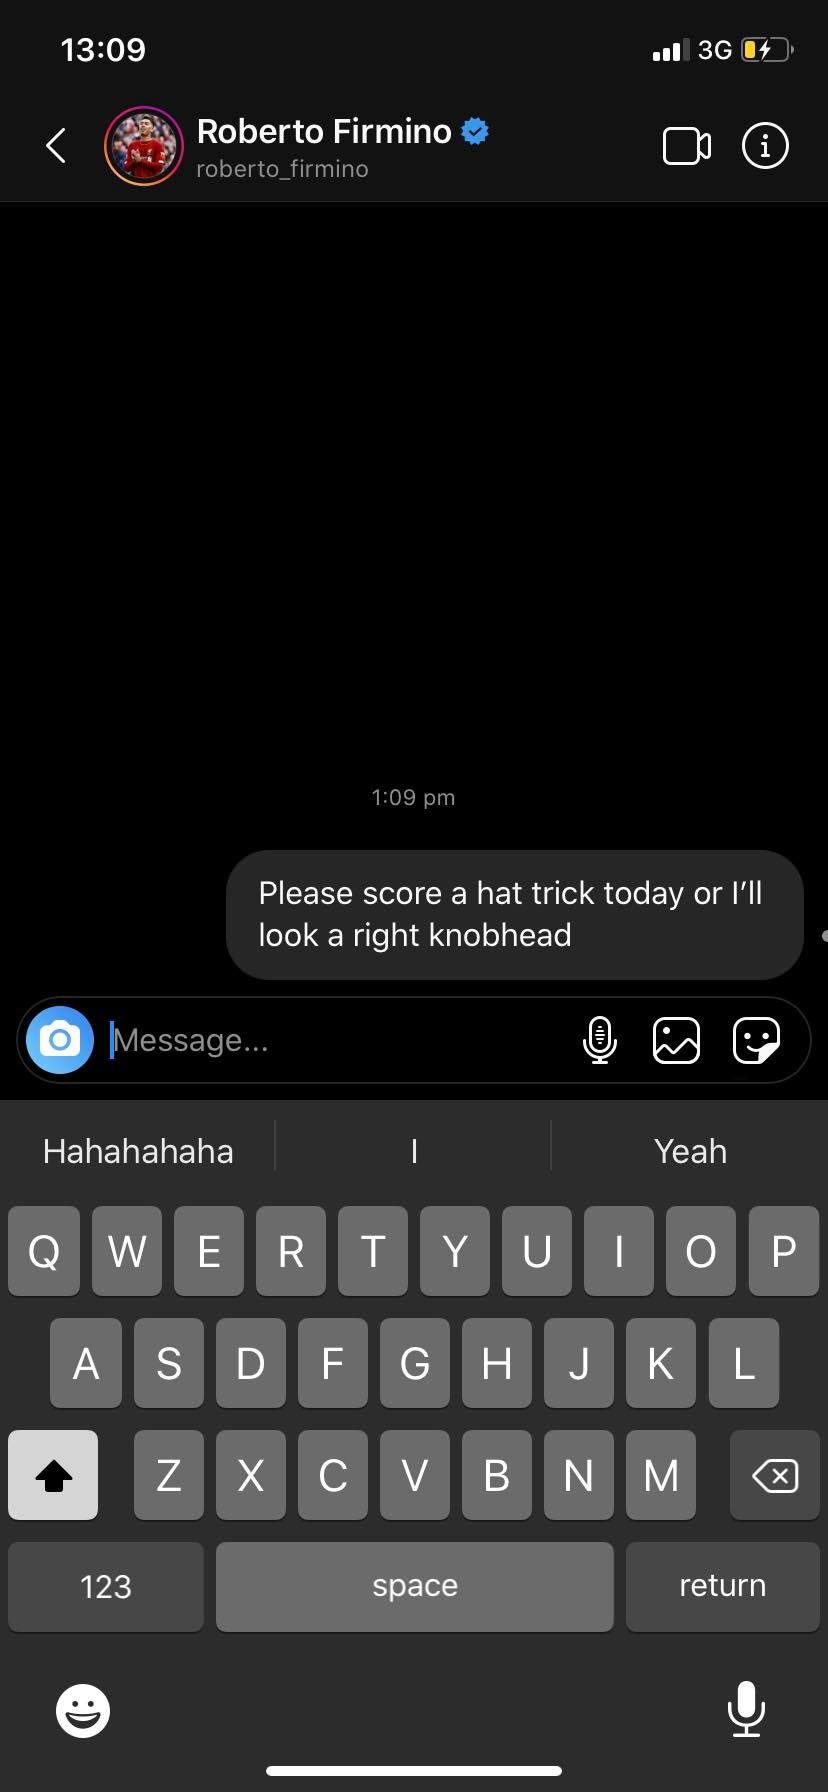 13:09
3G
Roberto Firmino
roberto_firmino
1:09 pm
Please score a hat trick today or I’ll
look a right knobhead
Message...
Hahahahaha I Yeah
Q W E R T Y U I O P
A S D F G H J K L
Z X C V B N M
123 space return